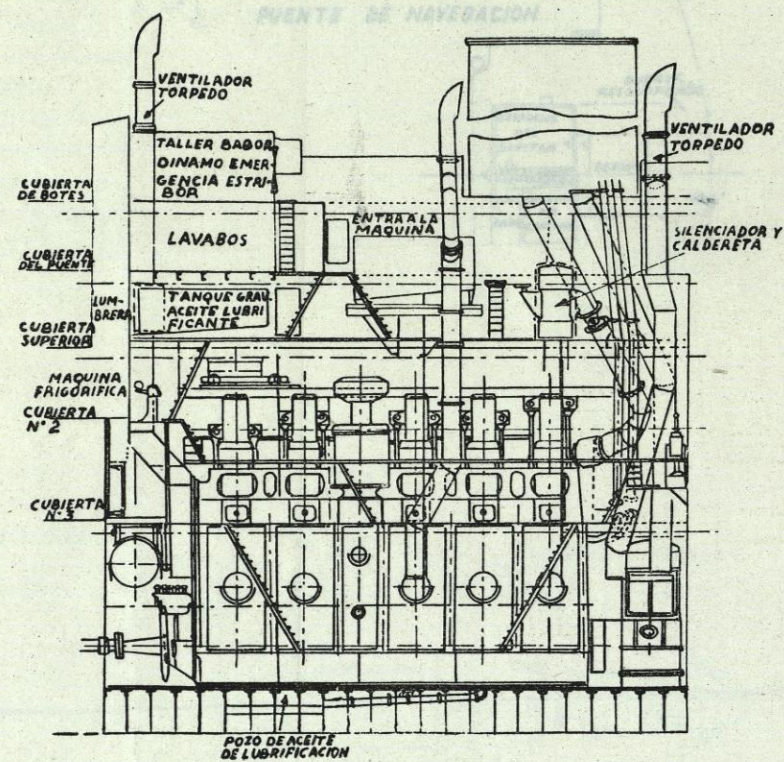 PUENTE DE NAVEGACION
VENTILADOR
TORPEDO
TALLER BABOR
DINAMO EMER-
GENCIA ESTRI-
BOR
VENTILADOR
TORPEDO
CUBIERTA
DE BOTES
LAVABOS
ENTRA A LA
MAQUINA
SILENCIADOR Y
CALDERETA
CUBIERTA
DEL PUENTE
LUM-
BRERA
TANQUE GRAV.
ACEITE LUBRI
FICANTE
CUBIERTA
SUPERIOR
MAQUINA
FRIGORIFICA
CUBIERTA
Nº 2
CUBIERTA
Nº 3
POZO DE ACEITE
DE LUBRIFICACION